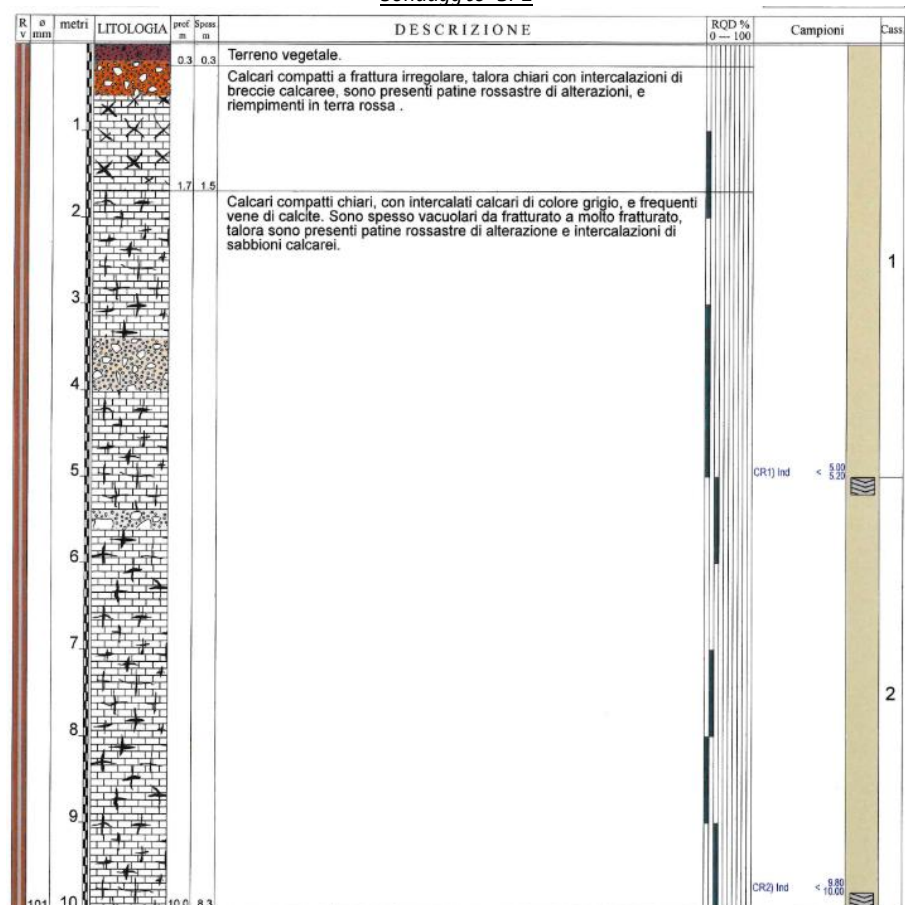 R v
ø mm
metri
LITOLOGIA
prof. m
Spess. m
DESCRIZIONE
RQD %
0 --- 100
Campioni
Cass
0.3 0.3
Terreno vegetale.
Calcari compatti a frattura irregolare, talora chiari con intercalazioni di
breccie calcaree, sono presenti patine rossastre di alterazioni, e
riempimenti in terra rossa .
1
1.7 1.5
Calcari compatti chiari, con intercalati calcari di colore grigio, e frequenti
vene di calcite. Sono spesso vacuolari da fratturato a molto fratturato,
talora sono presenti patine rossastre di alterazione e intercalazioni di
sabbioni calcarei.
2
1
3
4
5
CR1) Ind < 5.00
5.20
6
7
2
8
9
CR2) Ind < 9.80
10.00
101
10
10.0 8.3